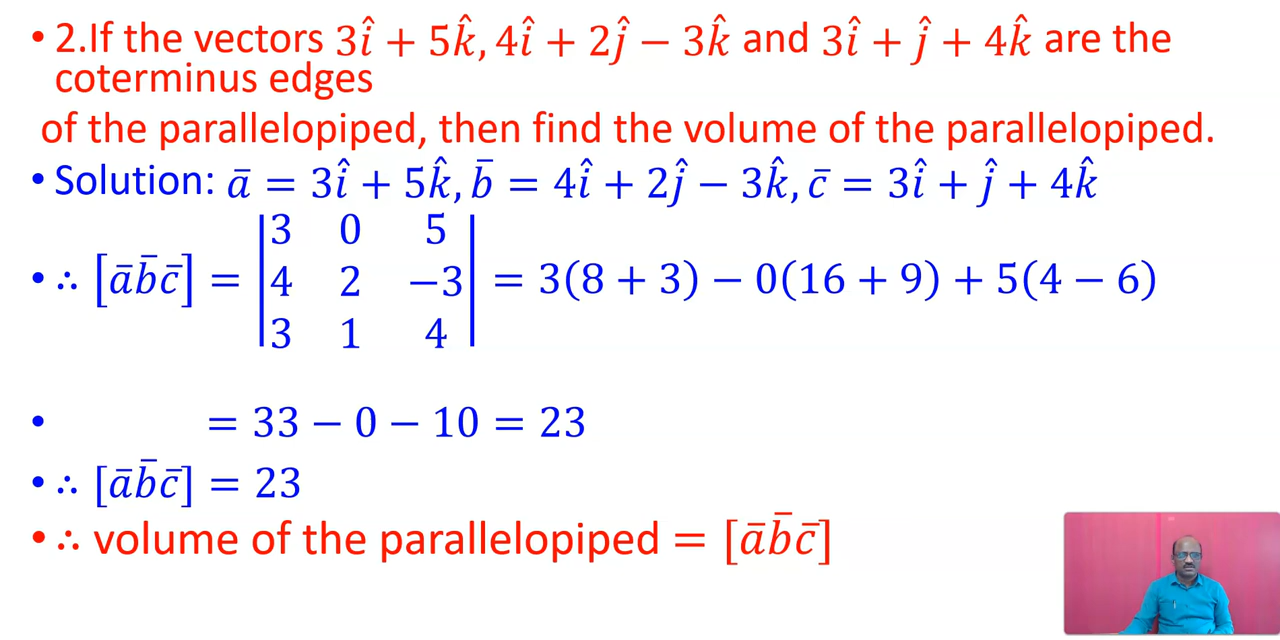 • 2.If the vectors 3î + 5k̂, 4î + 2ĵ − 3k̂ and 3î + ĵ + 4k̂ are the
coterminus edges
of the parallelopiped, then find the volume of the parallelopiped.
• Solution: a̅ = 3î + 5k̂, b̅ = 4î + 2ĵ − 3k̂, c̅ = 3î + ĵ + 4k̂
|3 0 5|
• ∴ [a̅b̅c̅] = |4 2 −3| = 3(8 + 3) − 0(16 + 9) + 5(4 − 6)
|3 1 4|
• = 33 − 0 − 10 = 23
• ∴ [a̅b̅c̅] = 23
• ∴ volume of the parallelopiped = [a̅b̅c̅]